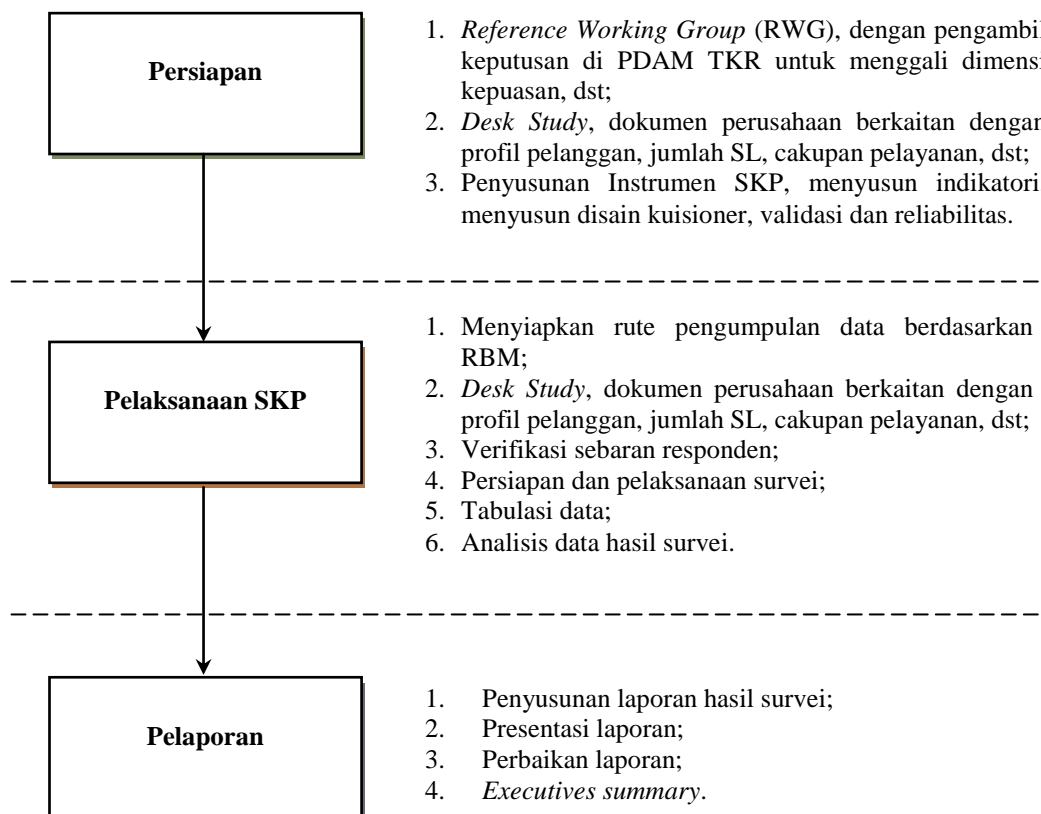 Persiapan
1. Reference Working Group (RWG), dengan pengambil
keputusan di PDAM TKR untuk menggali dimensi
kepuasan, dst;
2. Desk Study, dokumen perusahaan berkaitan dengan
profil pelanggan, jumlah SL, cakupan pelayanan, dst;
3. Penyusunan Instrumen SKP, menyusun indikatori
menyusun disain kuisioner, validasi dan reliabilitas.
Pelaksanaan SKP
1. Menyiapkan rute pengumpulan data berdasarkan
RBM;
2. Desk Study, dokumen perusahaan berkaitan dengan
profil pelanggan, jumlah SL, cakupan pelayanan, dst;
3. Verifikasi sebaran responden;
4. Persiapan dan pelaksanaan survei;
5. Tabulasi data;
6. Analisis data hasil survei.
Pelaporan
1. Penyusunan laporan hasil survei;
2. Presentasi laporan;
3. Perbaikan laporan;
4. Executives summary.